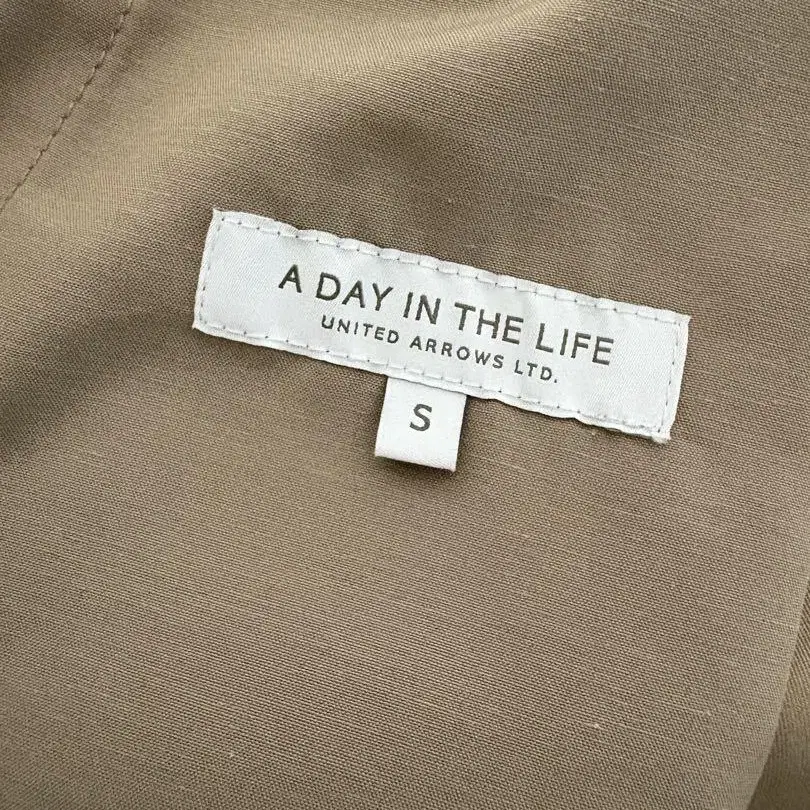 A DAY IN THE LIFE
UNITED ARROWS LTD.
S